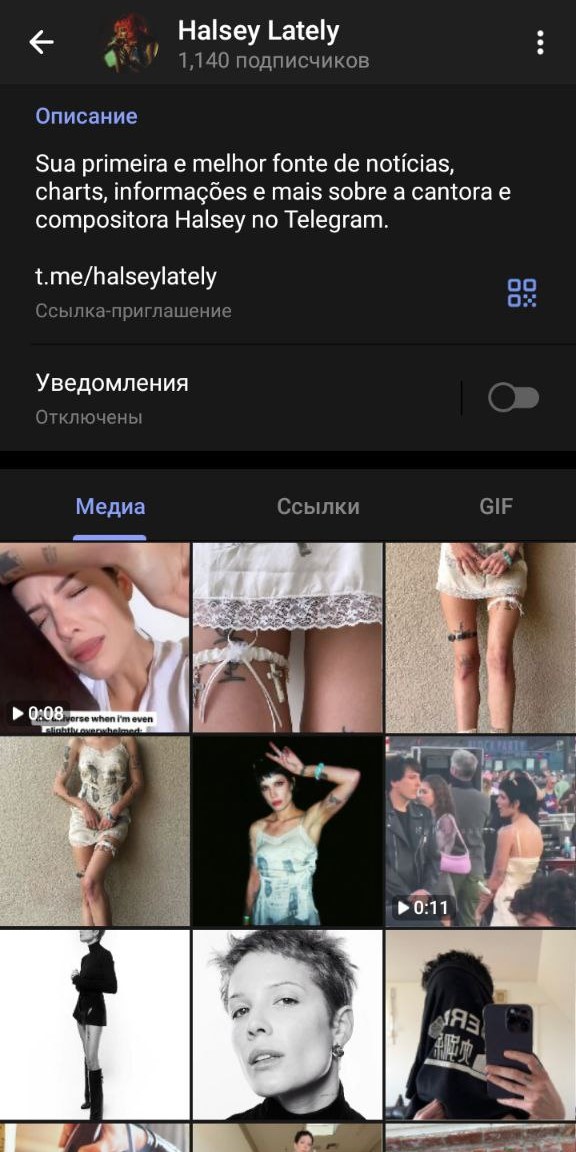 Halsey Lately
1,140 подписчиков
Описание
Sua primeira e melhor fonte de notícias,
charts, informações e mais sobre a cantora e
compositora Halsey no Telegram.
t.me/halseylately
Ссылка-приглашение
Уведомления
Отключены
Медиа
Ссылки
GIF
0:08
verse when i'm even
slightly overwhelmed:
0:11